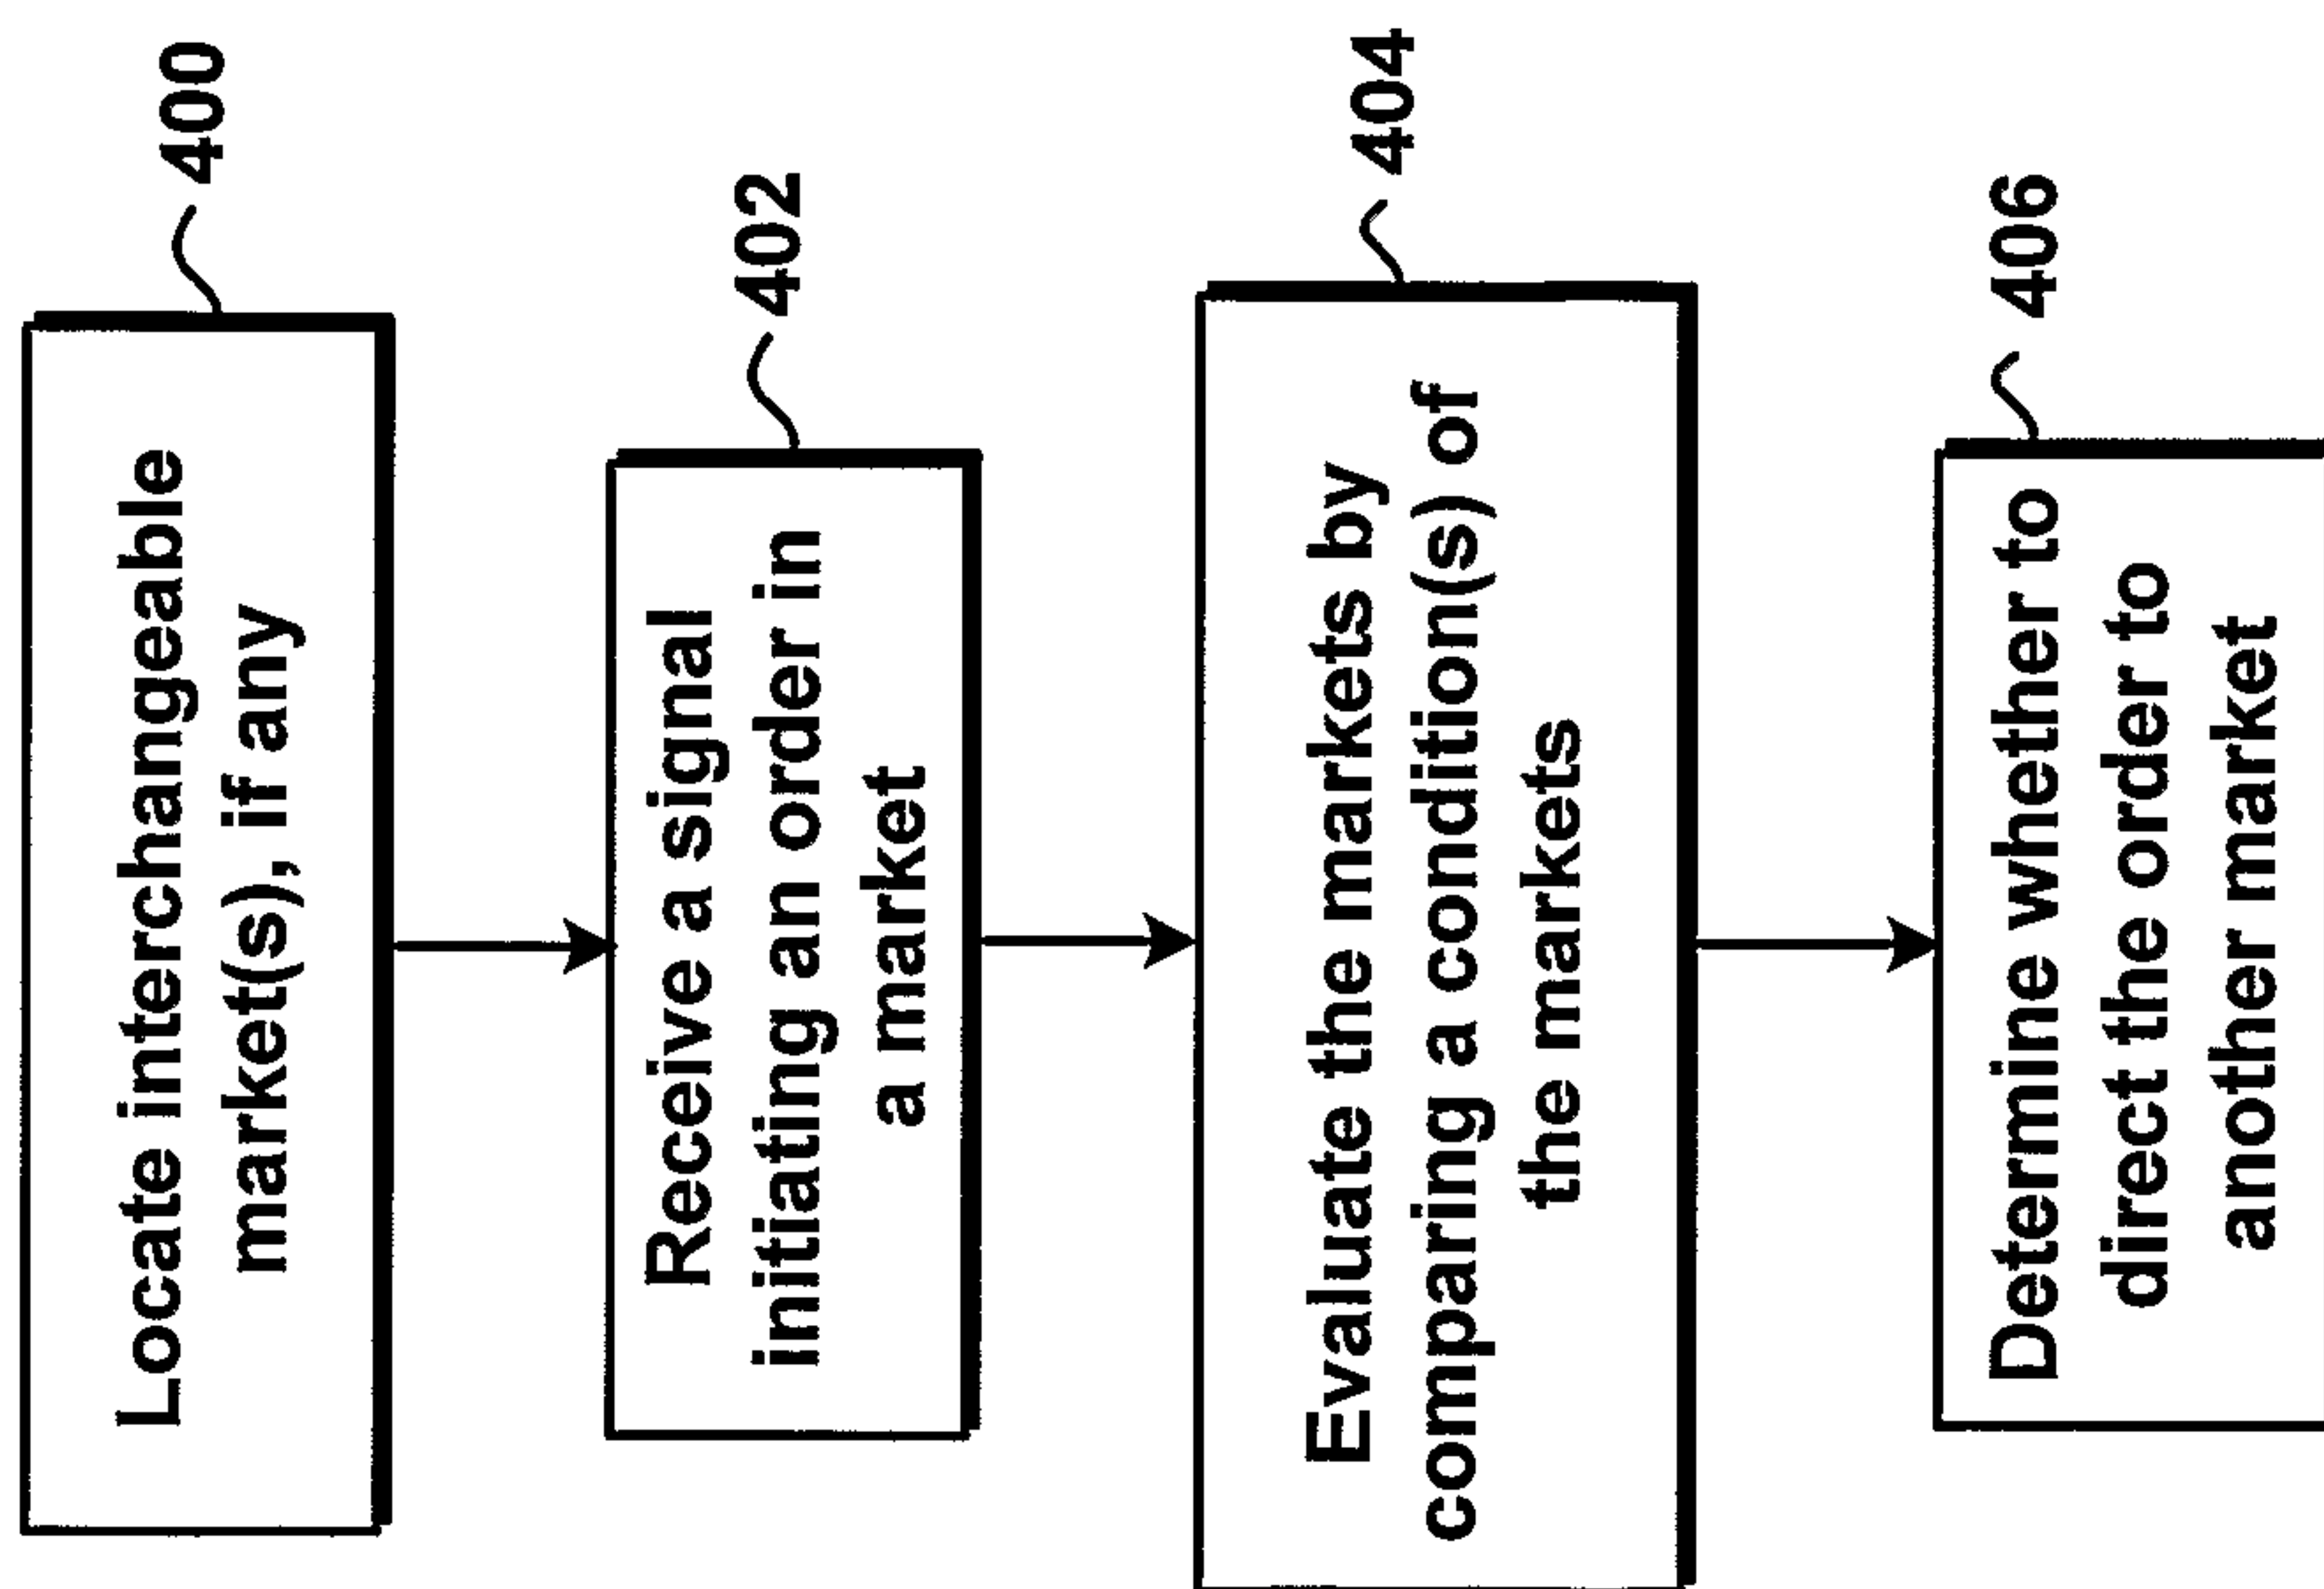 Locate interchangeable
market(s), if any
400
Receive a signal
initiating an order in
a market
402
Evaluate the markets by
comparing a condition(s) of
the markets
404
Determine whether to
direct the order to
another market
406